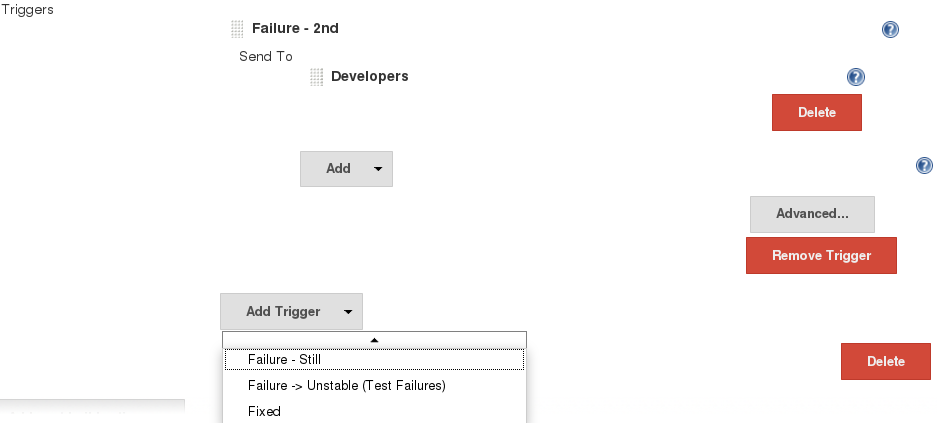 Triggers
Failure - 2nd
Send To
Developers
Delete
Add
Advanced...
Remove Trigger
Add Trigger
Failure - Still
Delete
Failure -> Unstable (Test Failures)
Fixed